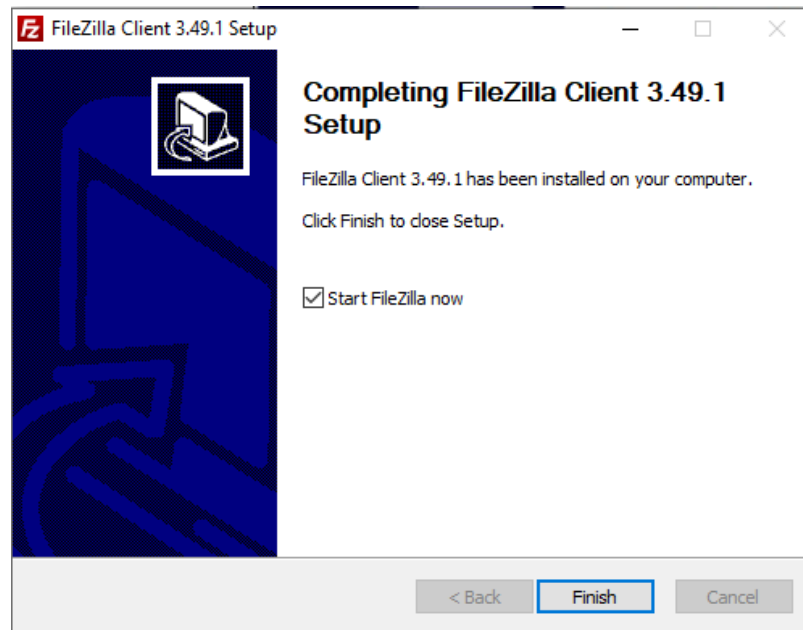 FileZilla Client 3.49.1 Setup
Completing FileZilla Client 3.49.1
Setup
FileZilla Client 3.49.1 has been installed on your computer.
Click Finish to close Setup.
Start FileZilla now
< Back
Finish
Cancel